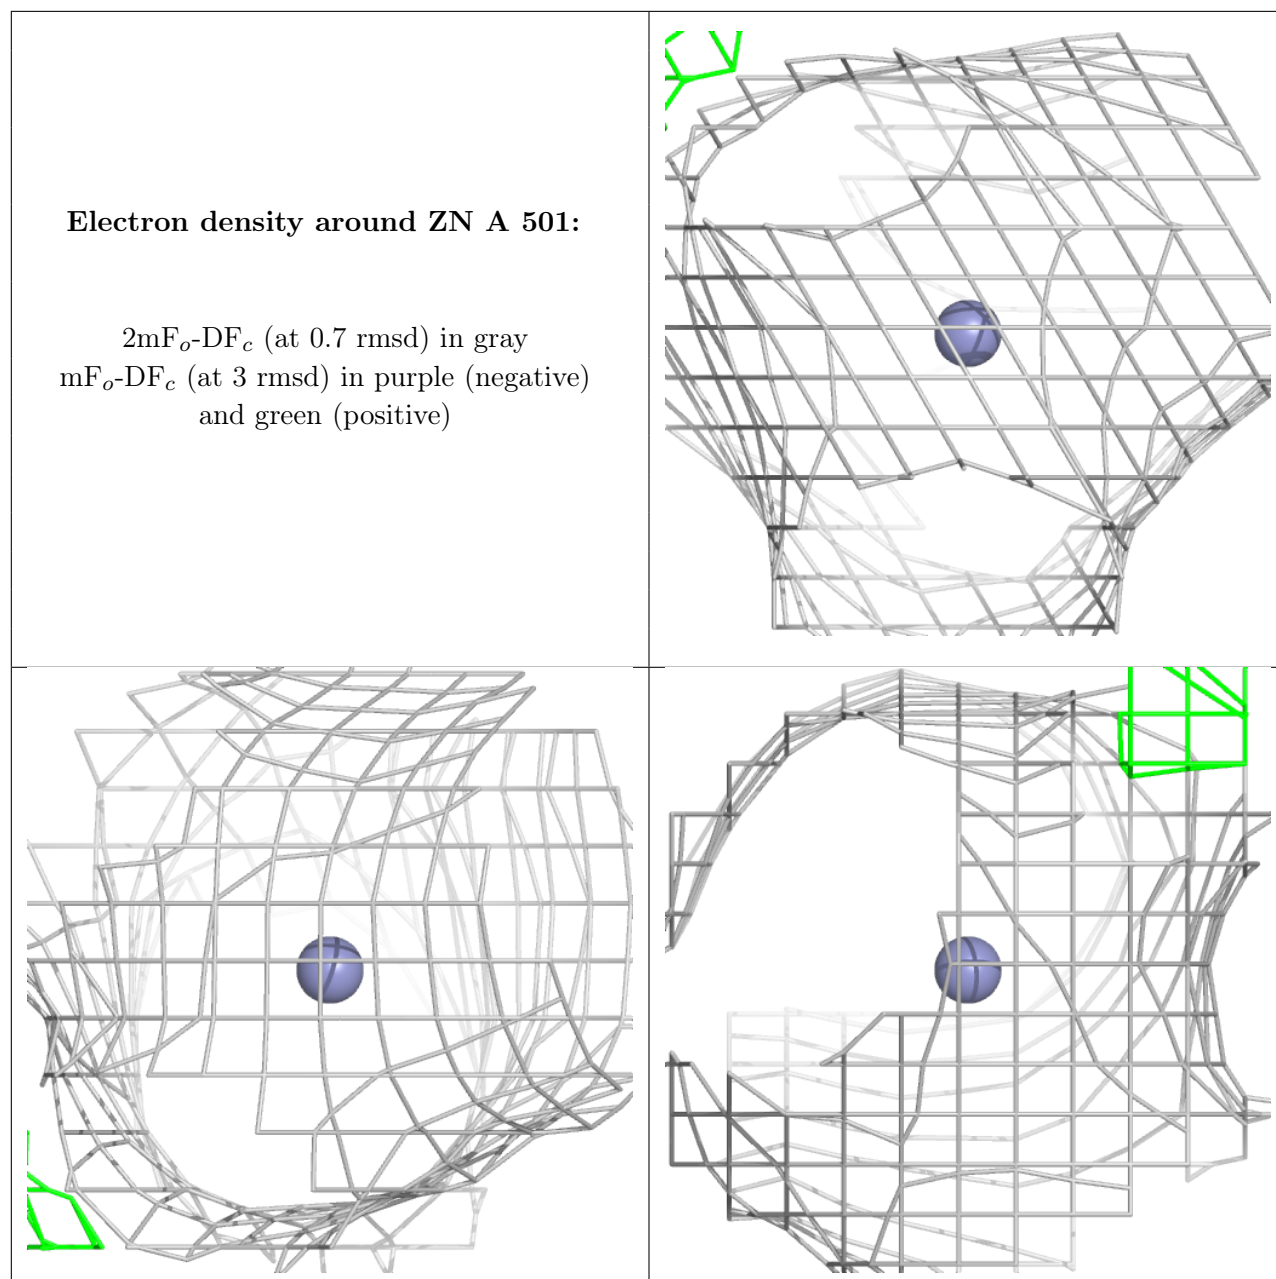 Electron density around ZN A 501:
2mFo-DFc (at 0.7 rmsd) in gray
mFo-DFc (at 3 rmsd) in purple (negative)
and green (positive)